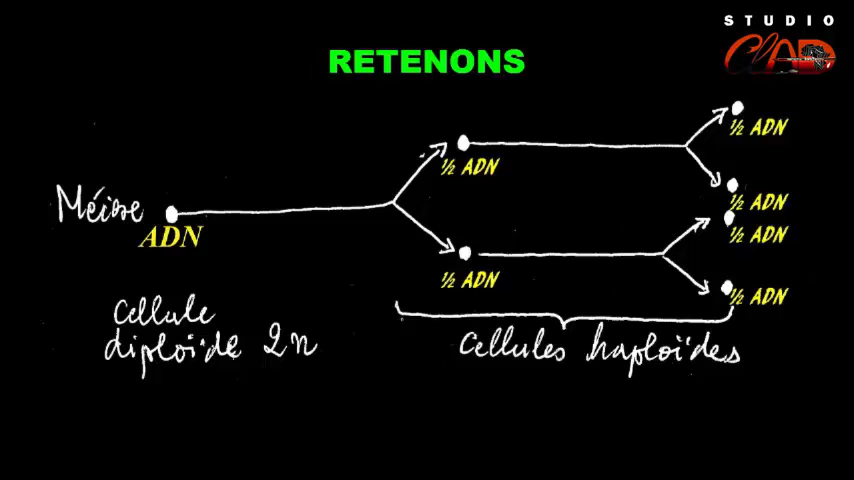 STUDIO
CLAP
RETENONS
½ ADN
½ ADN
½ ADN
Méiose
ADN
½ ADN
½ ADN
½ ADN
cellule
diploïde 2n
cellules haploïdes